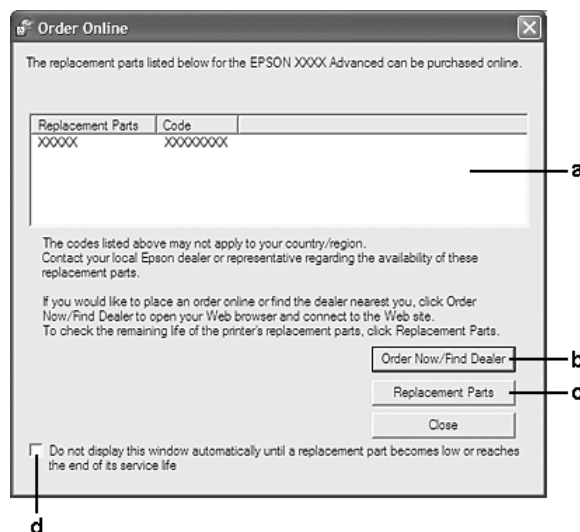 Order Online
The replacement parts listed below for the EPSON XXXX Advanced can be purchased online.
Replacement Parts Code
XXXXX XXXXXXXX
a
The codes listed above may not apply to your country/region.
Contact your local Epson dealer or representative regarding the availability of these
replacement parts.
If you would like to place an order online or find the dealer nearest you, click Order
Now/Find Dealer to open your Web browser and connect to the Web site.
To check the remaining life of the printer's replacement parts, click Replacement Parts.
Order Now/Find Dealer b
Replacement Parts c
Close
Do not display this window automatically until a replacement part becomes low or reaches
the end of its service life
d